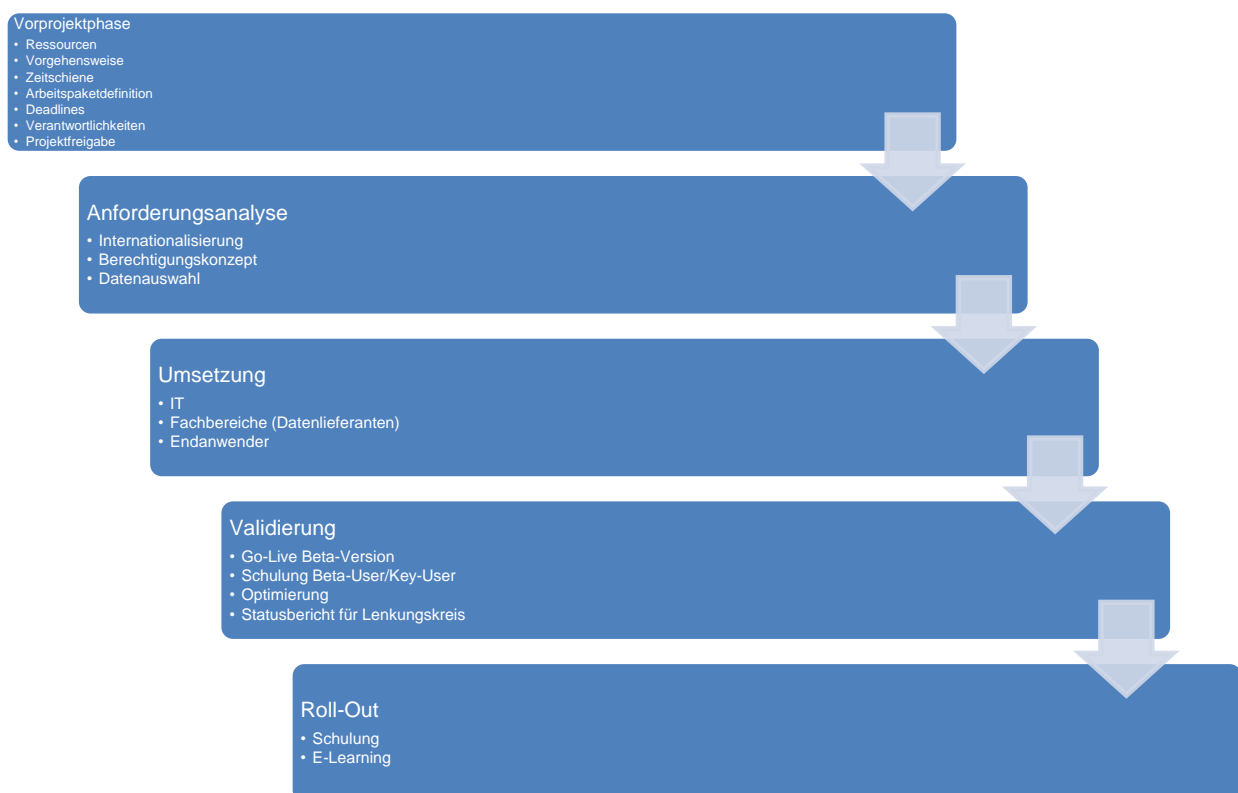 Vorprojektphase
• Ressourcen
• Vorgehensweise
• Zeitschiene
• Arbeitspaketdefinition
• Deadlines
• Verantwortlichkeiten
• Projektfreigabe
Anforderungsanalyse
• Internationalisierung
• Berechtigungskonzept
• Datenauswahl
Umsetzung
• IT
• Fachbereiche (Datenlieferanten)
• Endanwender
Validierung
• Go-Live Beta-Version
• Schulung Beta-User/Key-User
• Optimierung
• Statusbericht für Lenkungskreis
Roll-Out
• Schulung
• E-Learning